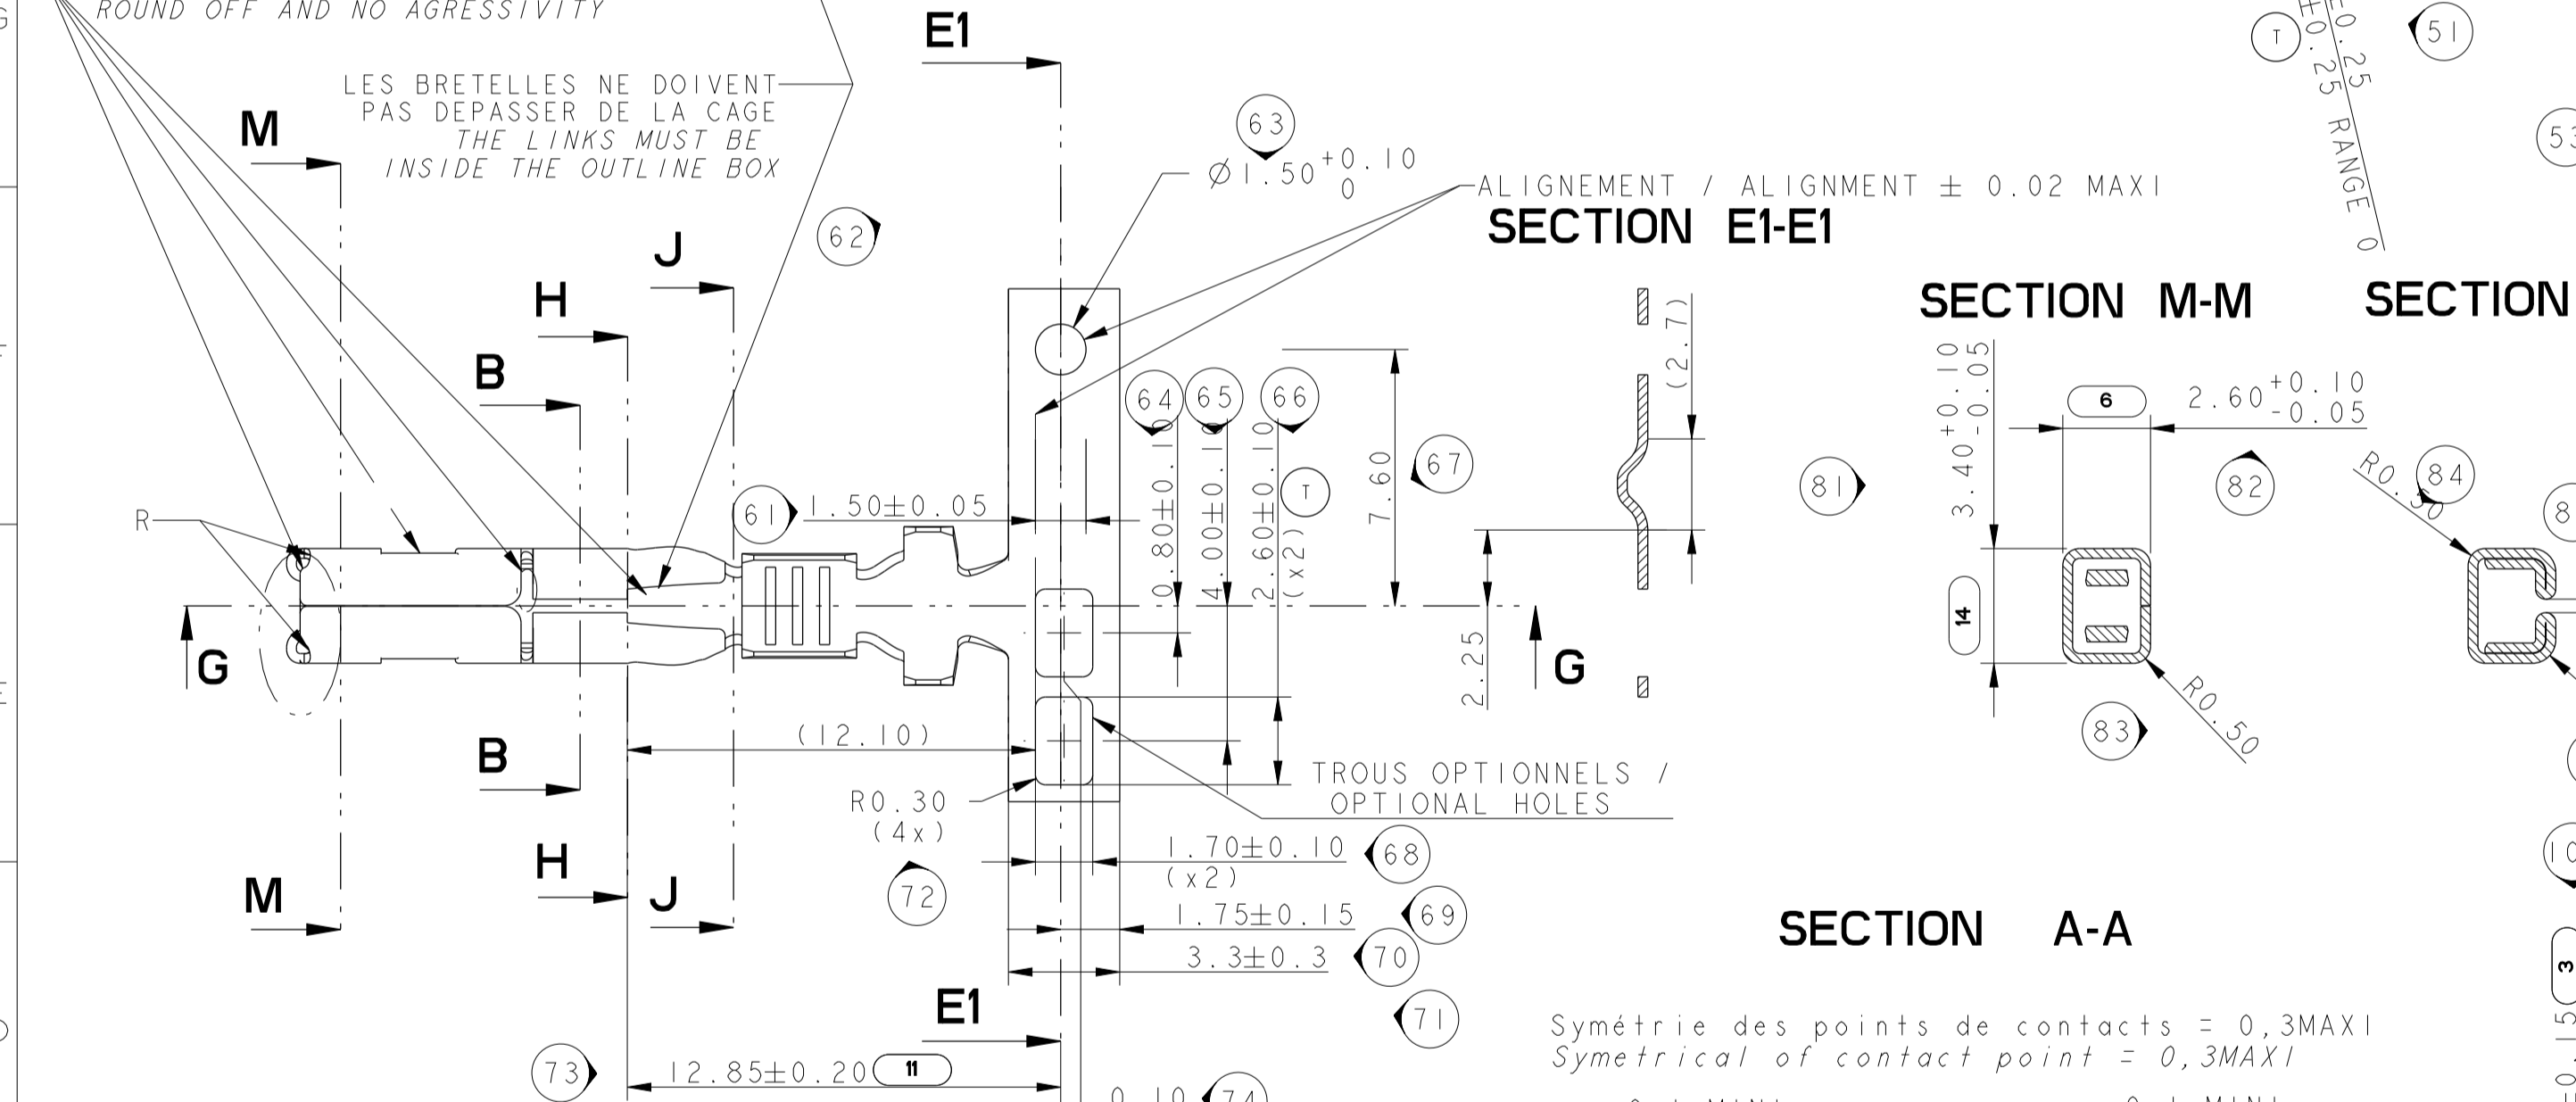 ROUND OFF AND NO AGRESSIVITY
LES BRETELLES NE DOIVENT
PAS DEPASSER DE LA CAGE
THE LINKS MUST BE
INSIDE THE OUTLINE BOX
E1
M
J
H
B
62
63
Ø1.50 +0.10
0
ALIGNEMENT / ALIGNMENT ± 0.02 MAXI
SECTION E1-E1
T
±0.25 RANGE 0
51
53
SECTION M-M
SECTION
(2.7)
64
65
66
0.80±0.10
4.00±0.10
2.60±0.10
(x2)
T
7.60
67
61
1.50±0.05
R
G
2.25
G
81
3.40 +0.10
-0.05
6
2.60 +0.10
-0.05
82
14
83
R0.50
R0.30
84
B
H
J
M
(12.10)
R0.30
(4x)
72
TROUS OPTIONNELS /
OPTIONAL HOLES
1.70±0.10
(x2)
68
1.75±0.15
69
3.3±0.3
70
71
E1
73
12.85±0.20
11
0.10
74
SECTION A-A
Symétrie des points de contacts = 0,3MAXI
Symetrical of contact point = 0,3MAXI
3